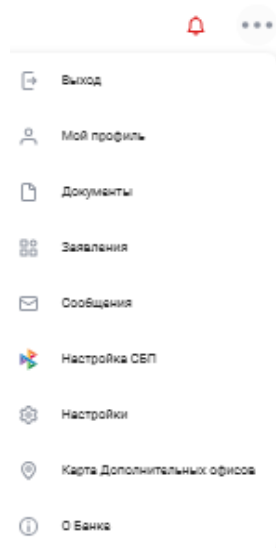 Выход
Мой профиль
Документы
Заявления
Сообщения
Настройка СБП
Настройки
Карта Дополнительных офисов
О Банке